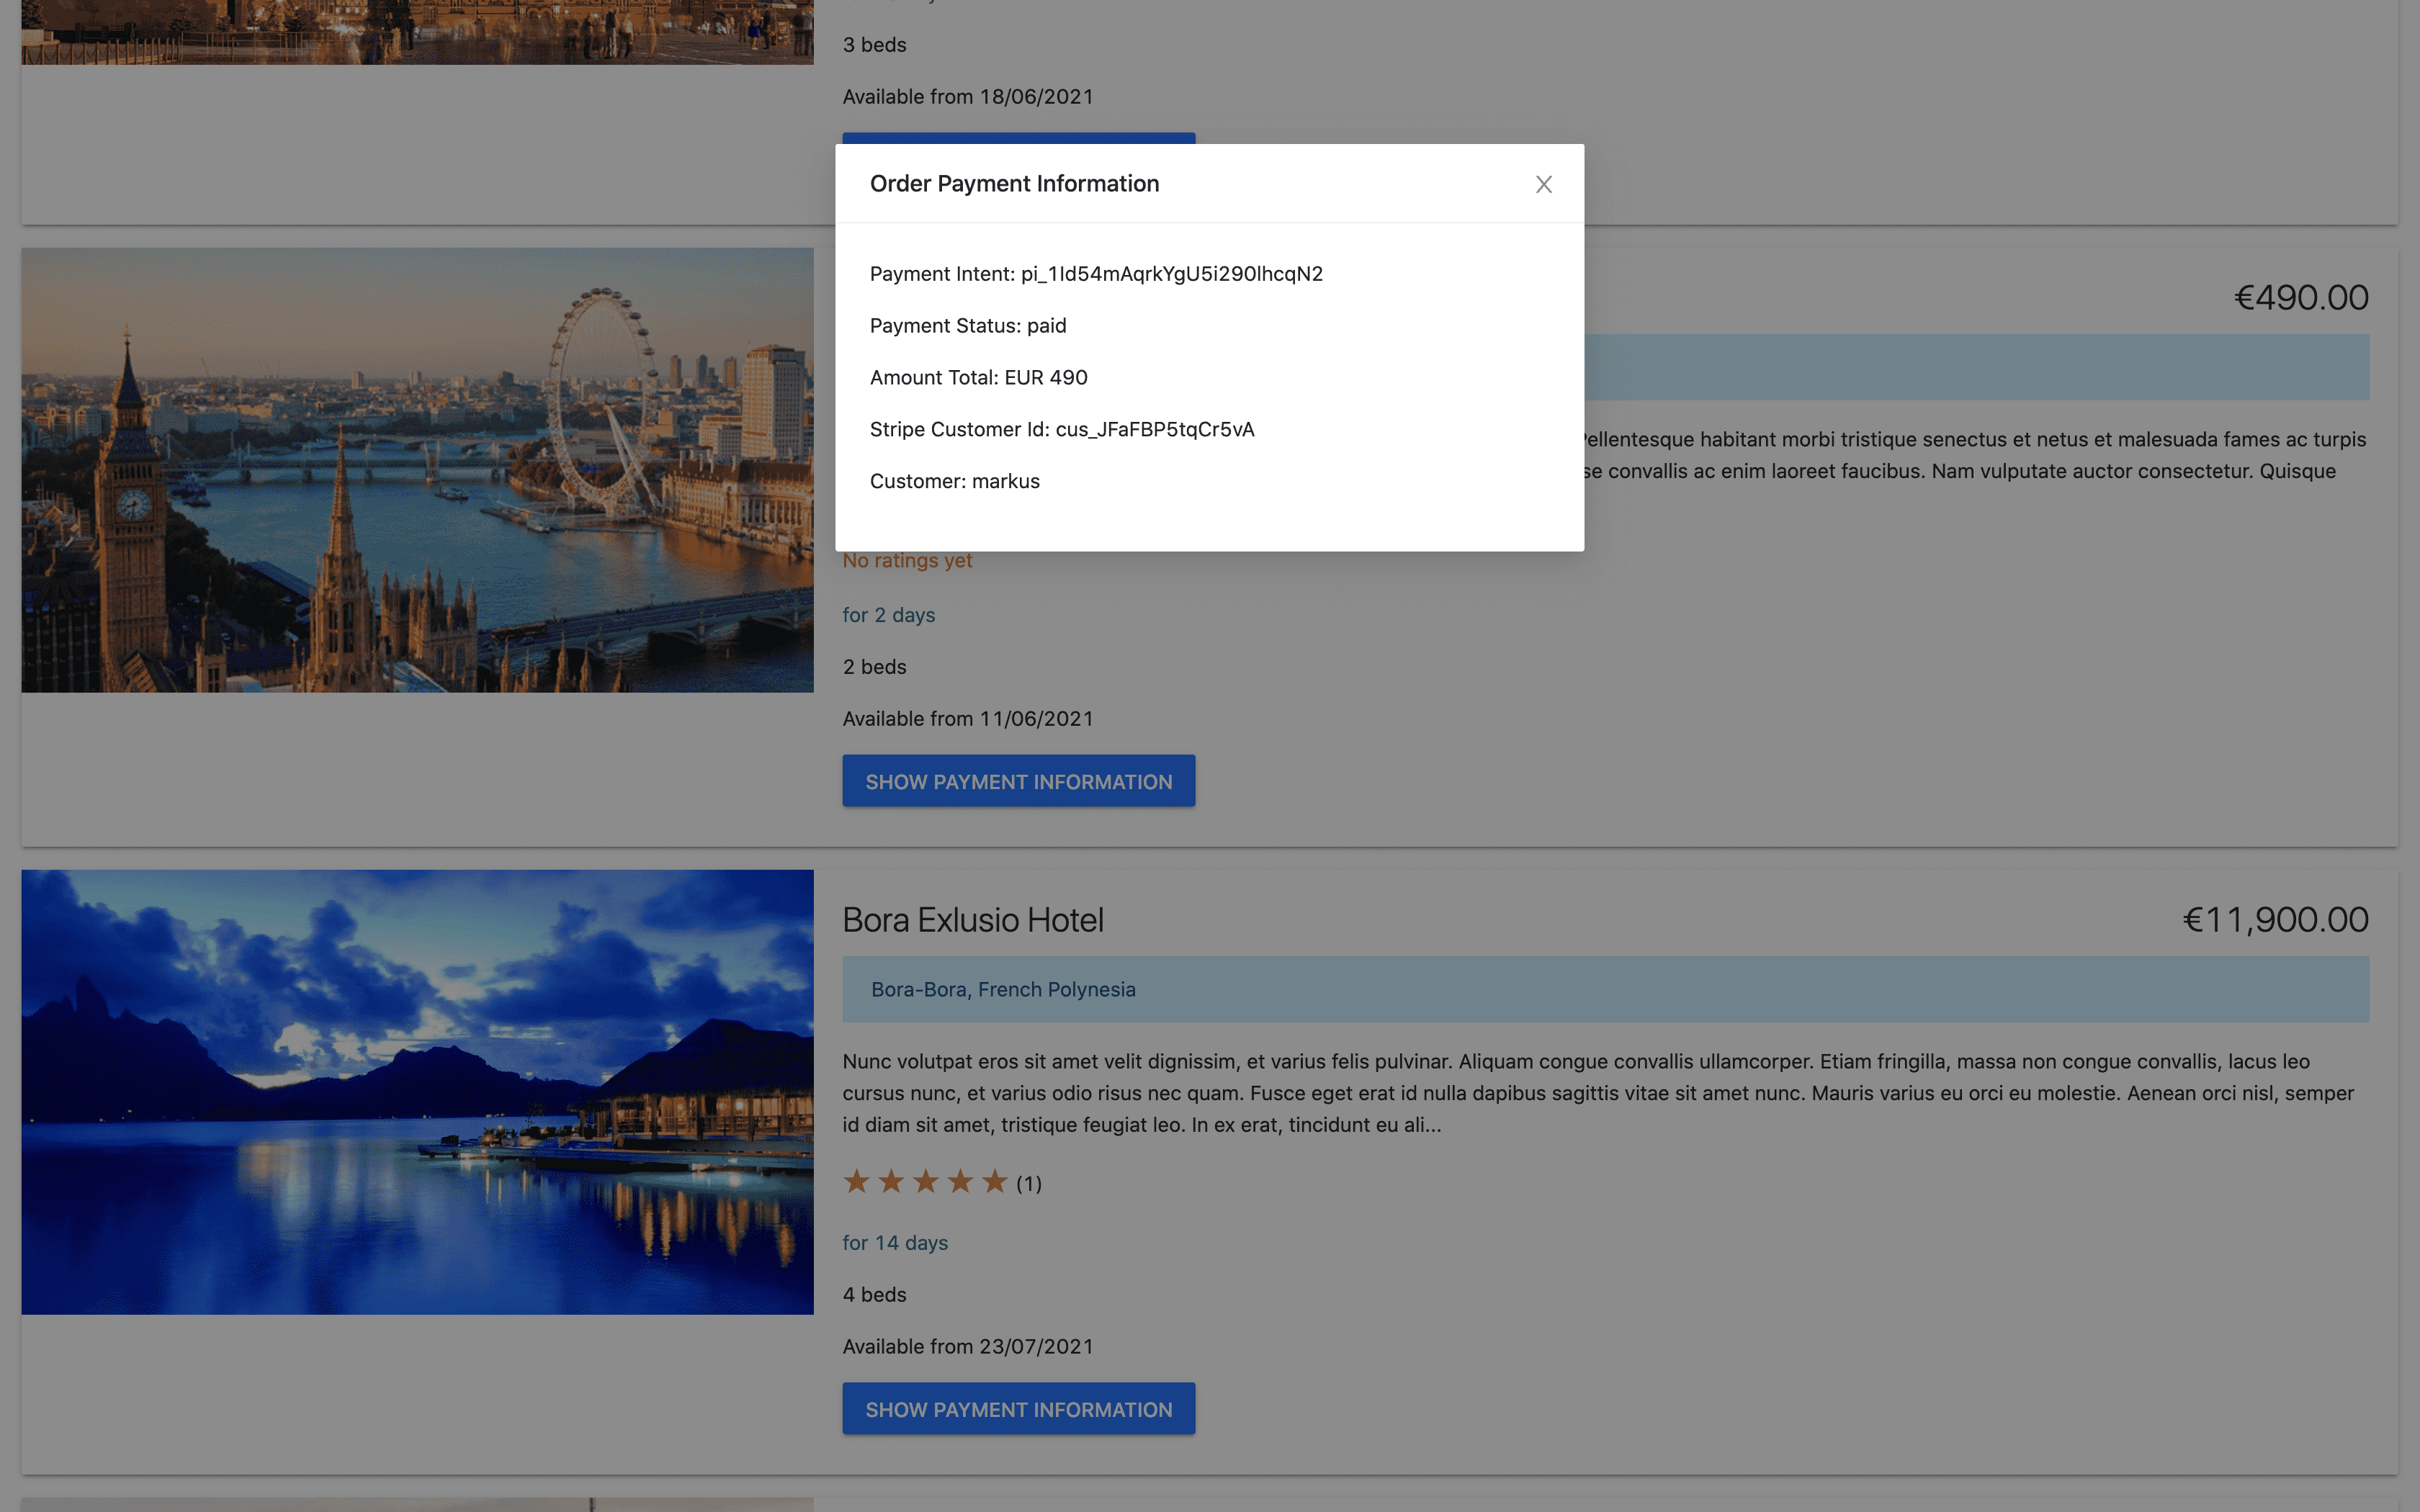 3 beds
Available from 18/06/2021
Order Payment Information
Payment Intent: pi_1Id54mAqrkYgU5i290lhcqN2
Payment Status: paid
Amount Total: EUR 490
Stripe Customer Id: cus_JFaFBP5tqCr5vA
Customer: markus
€490.00
Pellentesque habitant morbi tristique senectus et netus et malesuada fames ac turpis
se convallis ac enim laoreet faucibus. Nam vulputate auctor consectetur. Quisque
No ratings yet
for 2 days
2 beds
Available from 11/06/2021
SHOW PAYMENT INFORMATION
Bora Exlusio Hotel
€11,900.00
Bora-Bora, French Polynesia
Nunc volutpat eros sit amet velit dignissim, et varius felis pulvinar. Aliquam congue convallis ullamcorper. Etiam fringilla, massa non congue convallis, lacus leo
cursus nunc, et varius odio risus nec quam. Fusce eget erat id nulla dapibus sagittis vitae sit amet nunc. Mauris varius eu orci eu molestie. Aenean orci nisl, semper
id diam sit amet, tristique feugiat leo. In ex erat, tincidunt eu ali...
(1)
for 14 days
4 beds
Available from 23/07/2021
SHOW PAYMENT INFORMATION